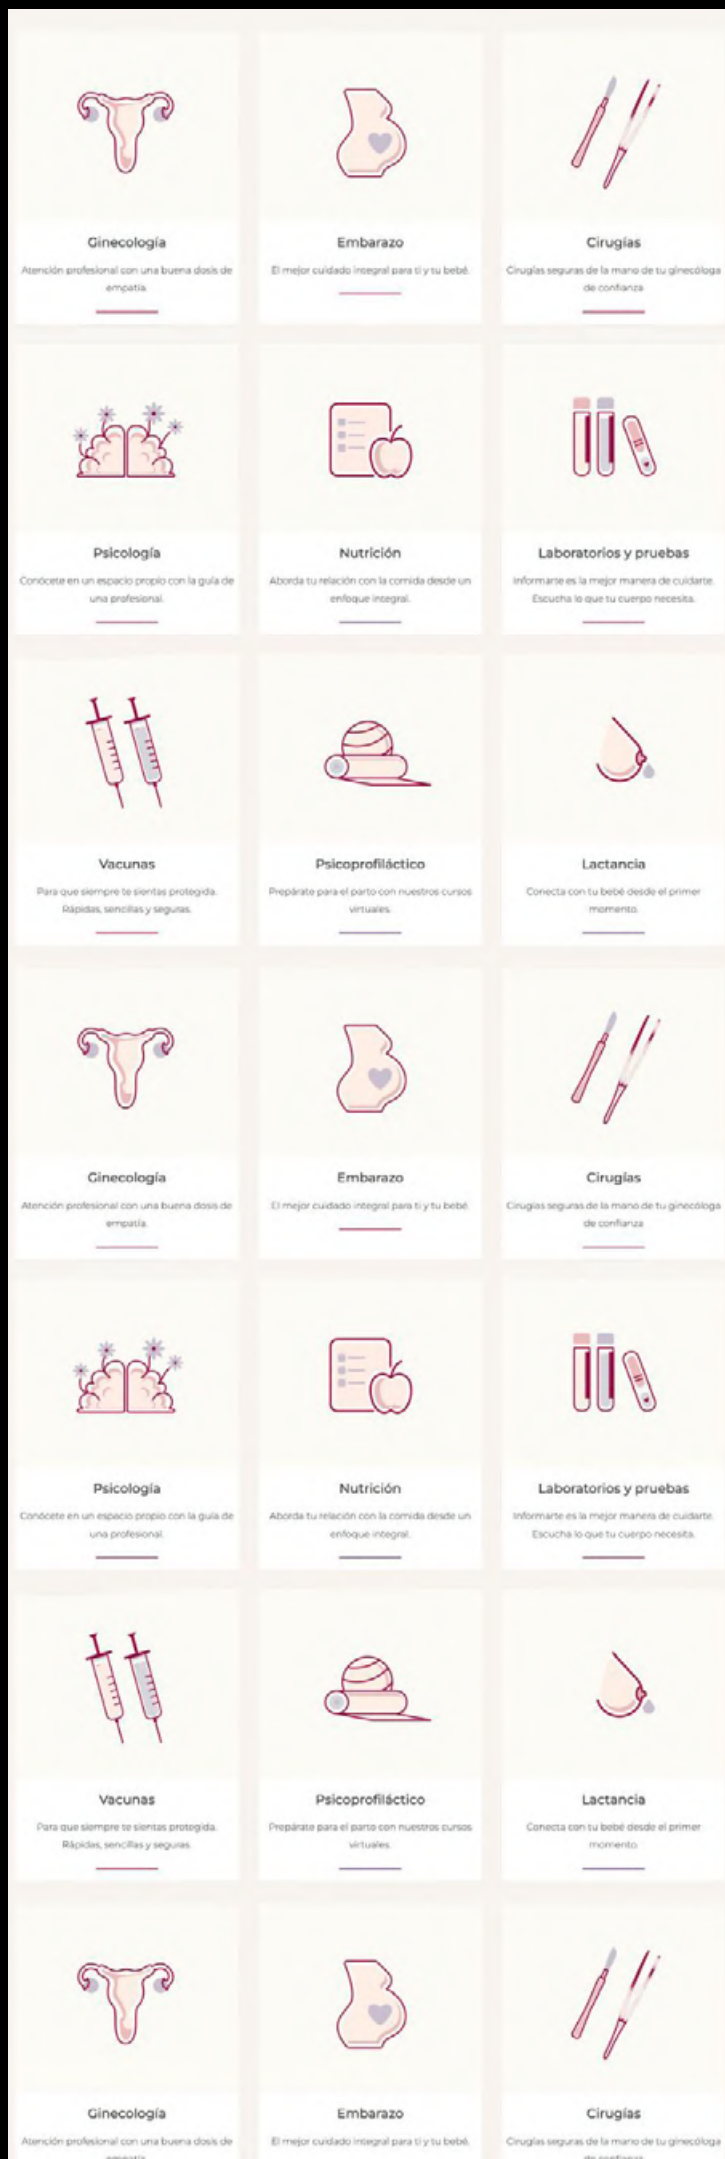 Ginecología
Atención profesional con una buena dosis de
empatía.
Embarazo
El mejor cuidado integral para ti y tu bebé.
Cirugías
Cirugías seguras de la mano de tu ginecóloga
de confianza
Psicología
Conócete en un espacio propio con la guía de
una profesional.
Nutrición
Aborda tu relación con la comida desde un
enfoque integral.
Laboratorios y pruebas
Informarte es la mejor manera de cuidarte.
Escucha lo que tu cuerpo necesita.
Vacunas
Para que siempre te sientas protegida.
Rápidas, sencillas y seguras.
Psicoprofiláctico
Prepárate para el parto con nuestros cursos
virtuales.
Lactancia
Conecta con tu bebé desde el primer
momento.
Ginecología
Atención profesional con una buena dosis de
empatía.
Embarazo
El mejor cuidado integral para ti y tu bebé.
Cirugías
Cirugías seguras de la mano de tu ginecóloga
de confianza
Psicología
Conócete en un espacio propio con la guía de
una profesional.
Nutrición
Aborda tu relación con la comida desde un
enfoque integral.
Laboratorios y pruebas
Informarte es la mejor manera de cuidarte.
Escucha lo que tu cuerpo necesita.
Vacunas
Para que siempre te sientas protegida.
Rápidas, sencillas y seguras.
Psicoprofiláctico
Prepárate para el parto con nuestros cursos
virtuales.
Lactancia
Conecta con tu bebé desde el primer
momento.
Ginecología
Atención profesional con una buena dosis de
empatía.
Embarazo
El mejor cuidado integral para ti y tu bebé.
Cirugías
Cirugías seguras de la mano de tu ginecóloga
de confianza